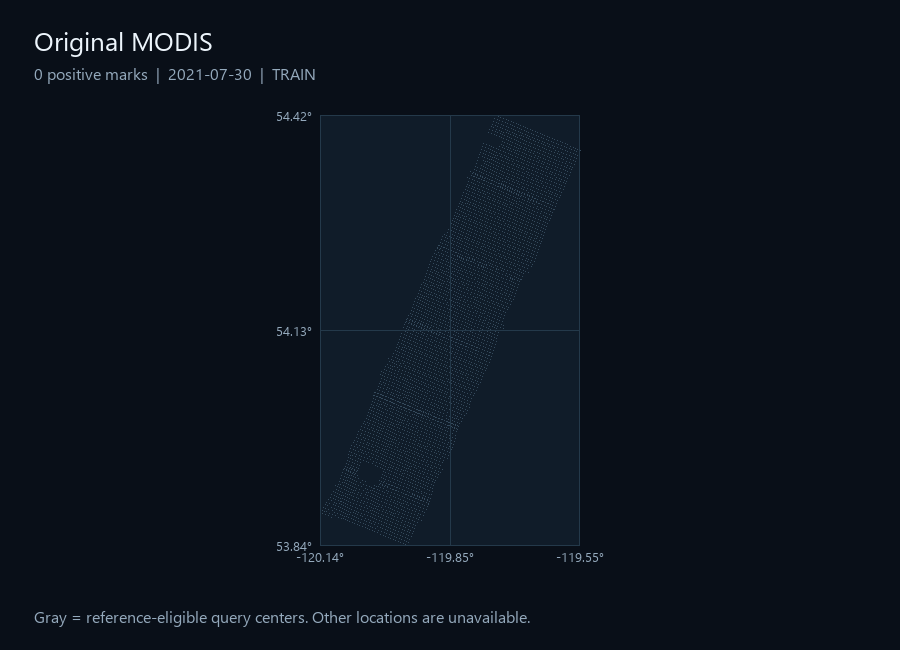 Original MODIS
0 positive marks | 2021-07-30 | TRAIN
54.42°
54.13°
53.84°
-120.14°
-119.85°
-119.55°
Gray = reference-eligible query centers. Other locations are unavailable.